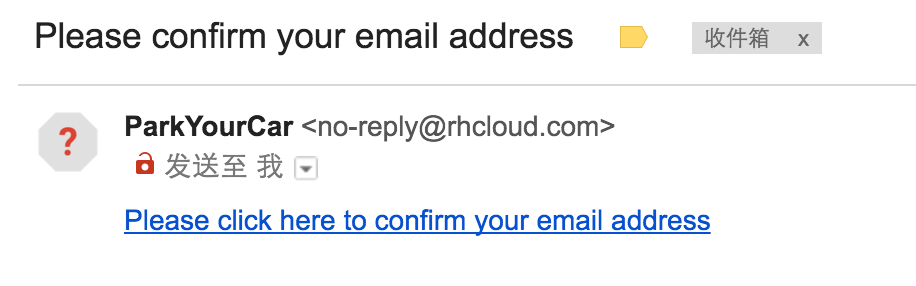 Please confirm your email address 收件箱 x
?
ParkYourCar <no-reply@rhcloud.com>
发送至 我
Please click here to confirm your email address